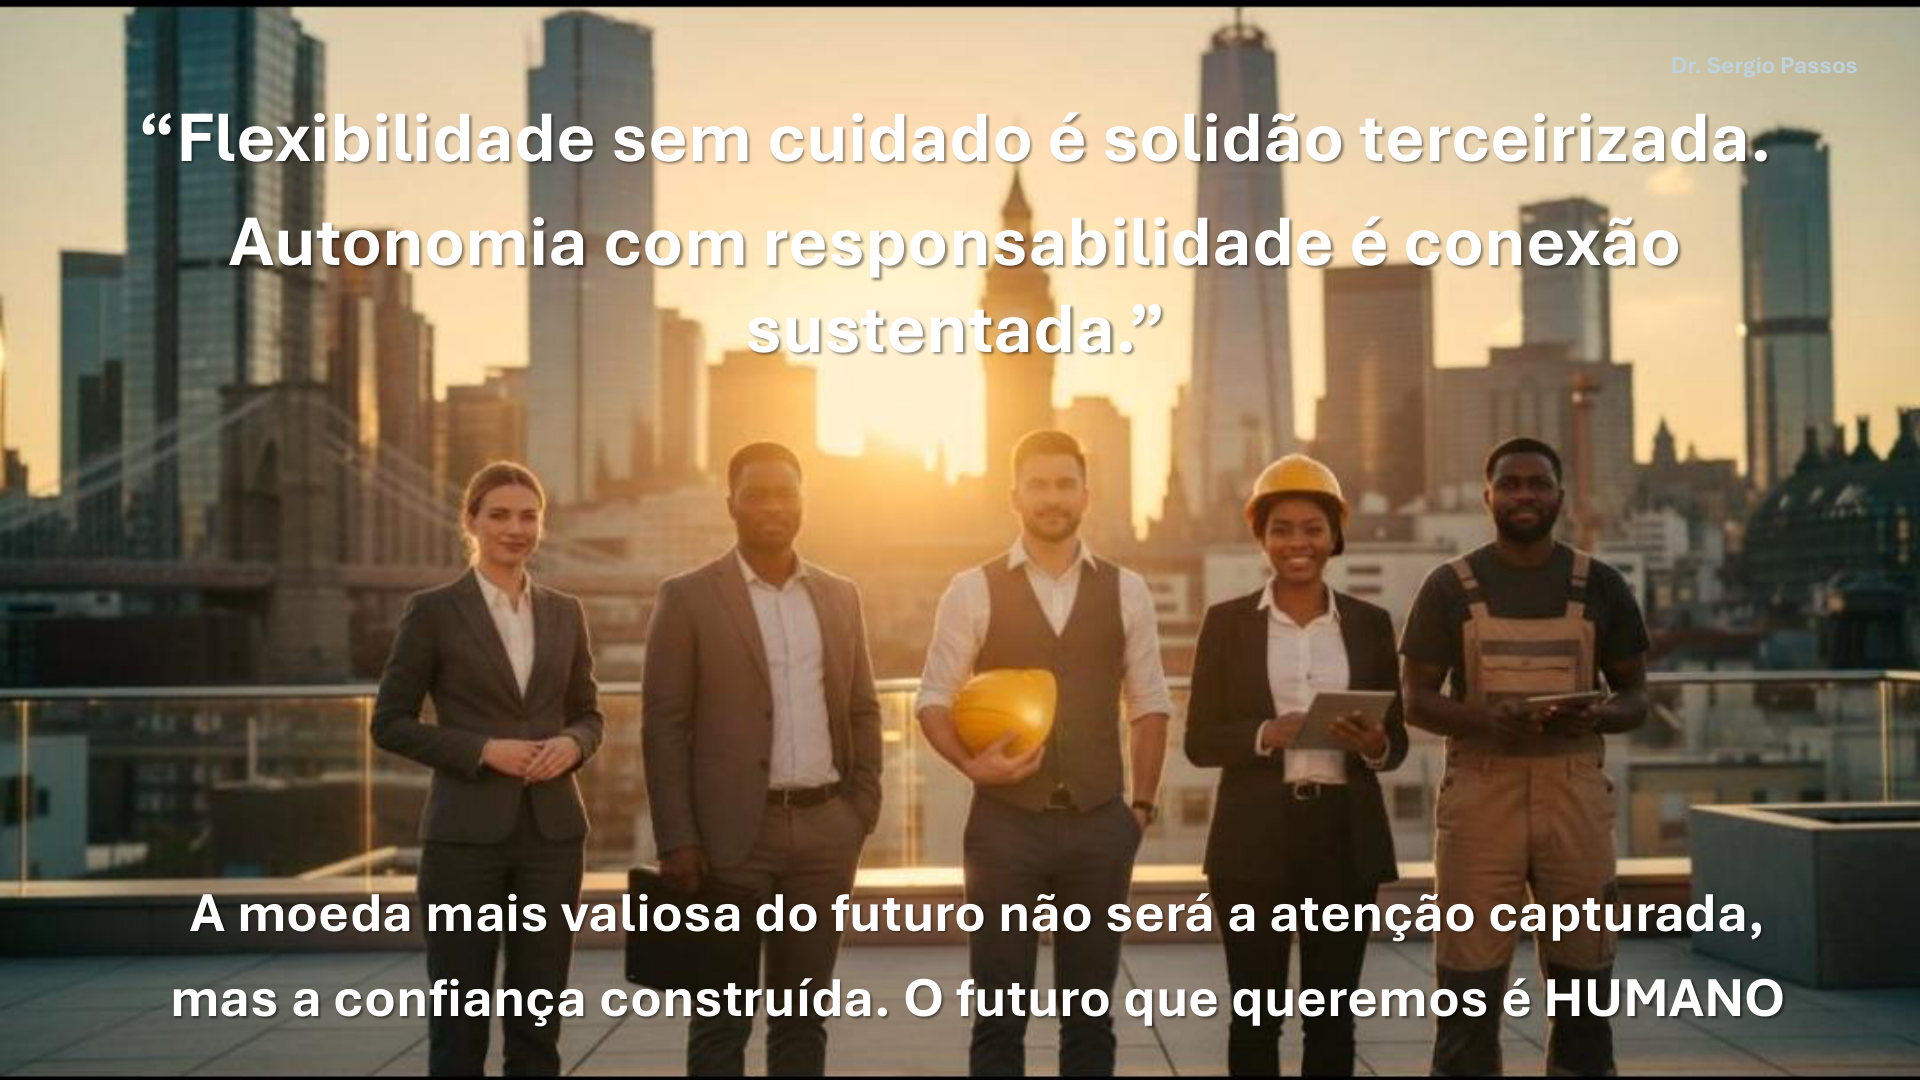 Dr. Sergio Passos
“Flexibilidade sem cuidado é solidão terceirizada.
Autonomia com responsabilidade é conexão
sustentada.”
A moeda mais valiosa do futuro não será a atenção capturada,
mas a confiança construída. O futuro que queremos é HUMANO